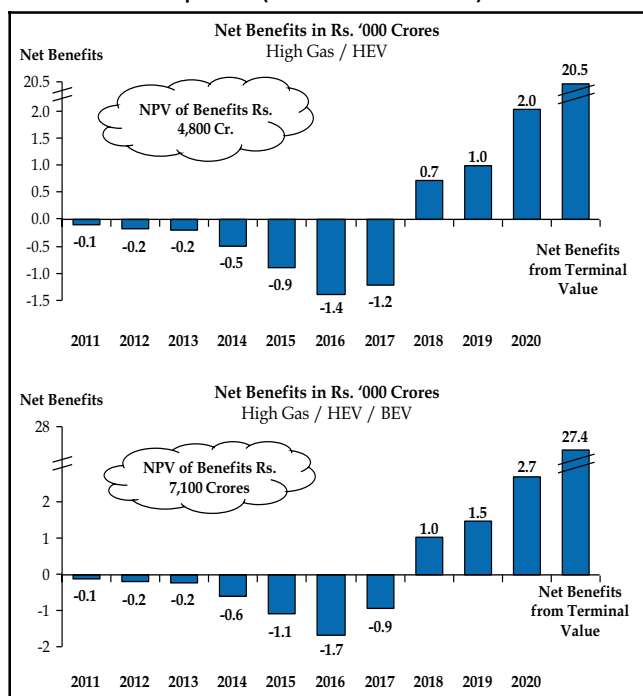 Net Benefits in Rs. '000 Crores
High Gas / HEV
Net Benefits
20.5
2.0
1.5
1.0
0.5
0.0
-0.5
-1.0
-1.5
NPV of Benefits Rs.
4,800 Cr.
-0.1
-0.2
-0.2
-0.5
-0.9
-1.4
-1.2
0.7
1.0
2.0
20.5
Net Benefits
from Terminal
Value
2011 2012 2013 2014 2015 2016 2017 2018 2019 2020
Net Benefits in Rs. '000 Crores
High Gas / HEV / BEV
Net Benefits
28
2
1
0
-1
-2
NPV of Benefits Rs.
7,100 Crores
-0.1
-0.2
-0.2
-0.6
-1.1
-1.7
-0.9
1.0
1.5
2.7
27.4
Net Benefits
from Terminal
Value
2011 2012 2013 2014 2015 2016 2017 2018 2019 2020